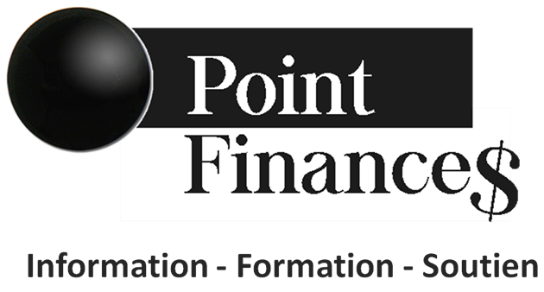 Point
Finance$
Information - Formation - Soutien